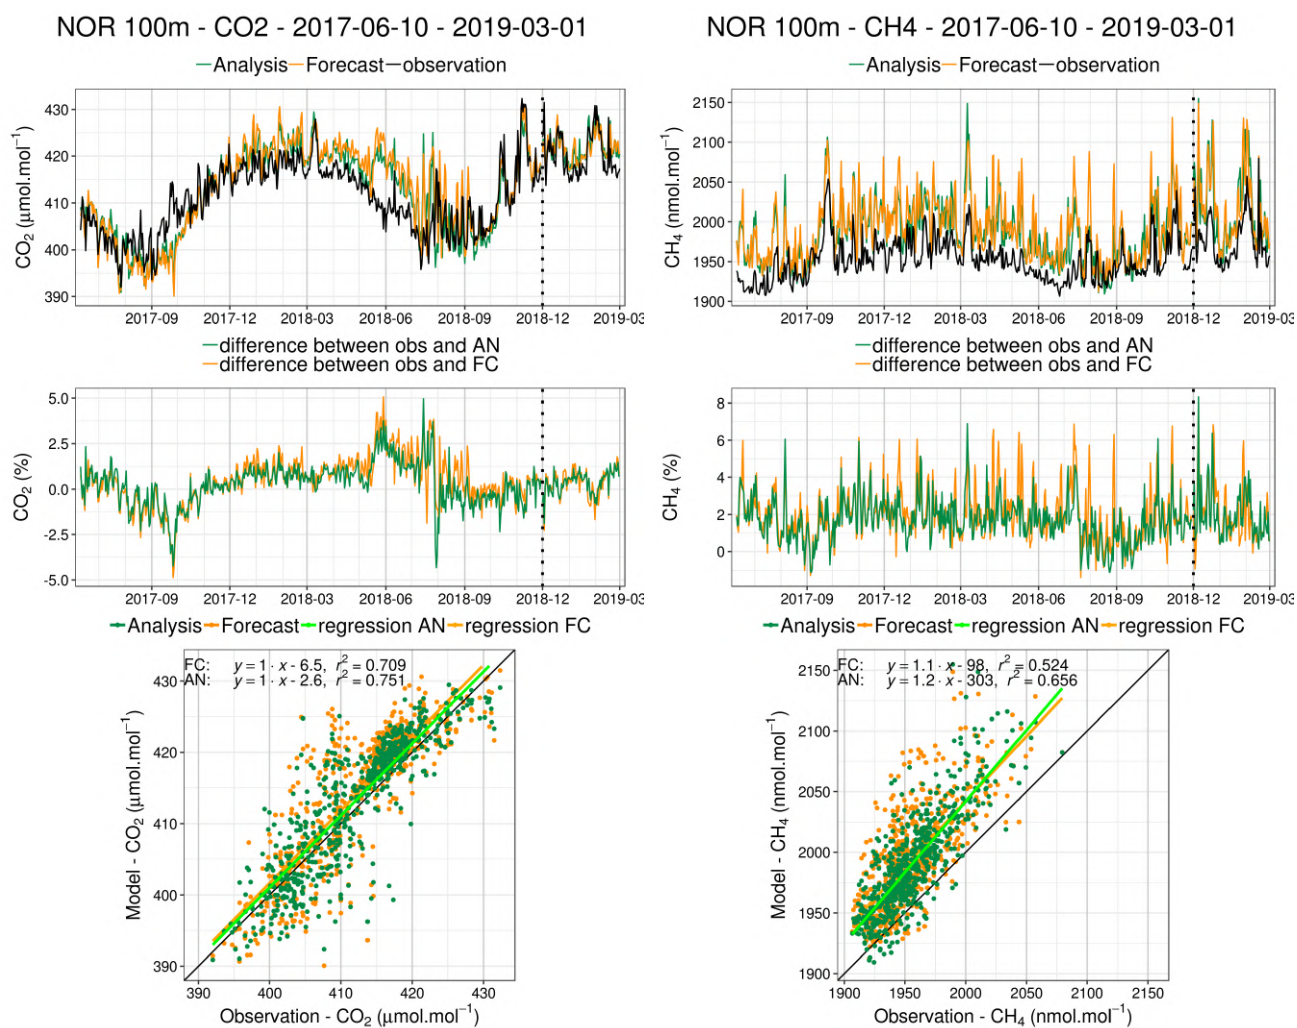 NOR 100m - CO2 - 2017-06-10 - 2019-03-01
Analysis Forecast observation
CO₂ (μmol.mol⁻¹)
430
420
410
400
390
2017-09 2017-12 2018-03 2018-06 2018-09 2018-12 2019-03
difference between obs and AN
difference between obs and FC
CO₂ (%)
5.0
2.5
0.0
-2.5
-5.0
2017-09 2017-12 2018-03 2018-06 2018-09 2018-12 2019-03
Analysis Forecast regression AN regression FC
FC: y = 1 · x - 6.5, r² = 0.709
AN: y = 1 · x - 2.6, r² = 0.751
Model - CO₂ (μmol.mol⁻¹)
430
420
410
400
390
390 400 410 420 430
Observation - CO₂ (μmol.mol⁻¹)
NOR 100m - CH4 - 2017-06-10 - 2019-03-01
Analysis Forecast observation
CH₄ (nmol.mol⁻¹)
2150
2100
2050
2000
1950
1900
2017-09 2017-12 2018-03 2018-06 2018-09 2018-12 2019-03
difference between obs and AN
difference between obs and FC
CH₄ (%)
8
6
4
2
0
2017-09 2017-12 2018-03 2018-06 2018-09 2018-12 2019-03
Analysis Forecast regression AN regression FC
FC: y = 1.1 · x - 98, r² = 0.524
AN: y = 1.2 · x - 303, r² = 0.656
Model - CH₄ (nmol.mol⁻¹)
2150
2100
2050
2000
1950
1900
1900 1950 2000 2050 2100 2150
Observation - CH₄ (nmol.mol⁻¹)